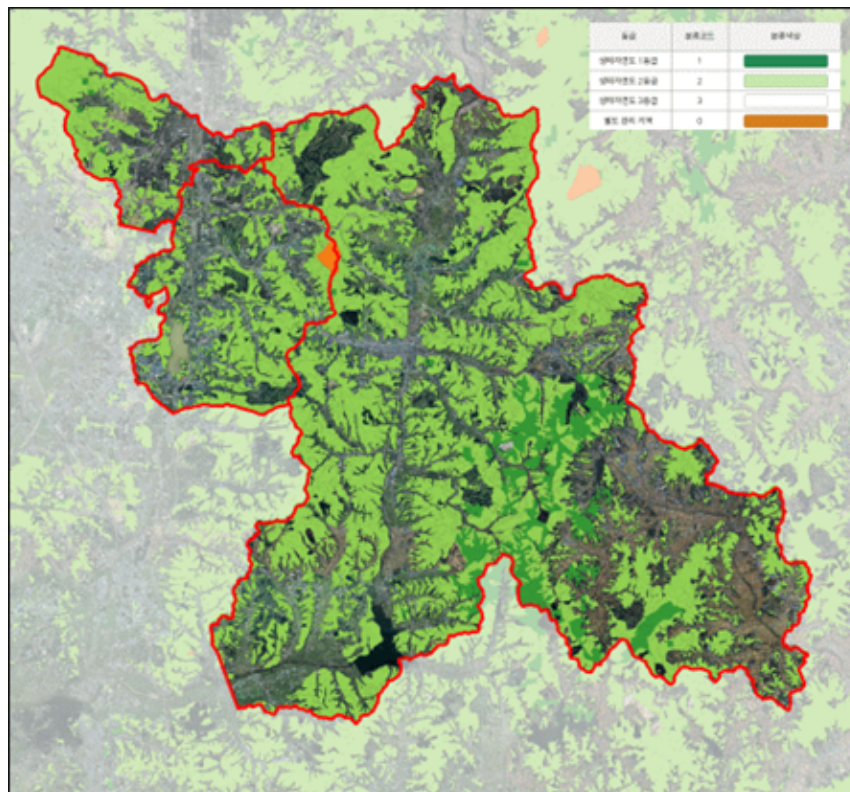 등급 분류코드 분류색상
생태자연도 1등급 1
생태자연도 2등급 2
생태자연도 3등급 3
별도 관리 지역 0